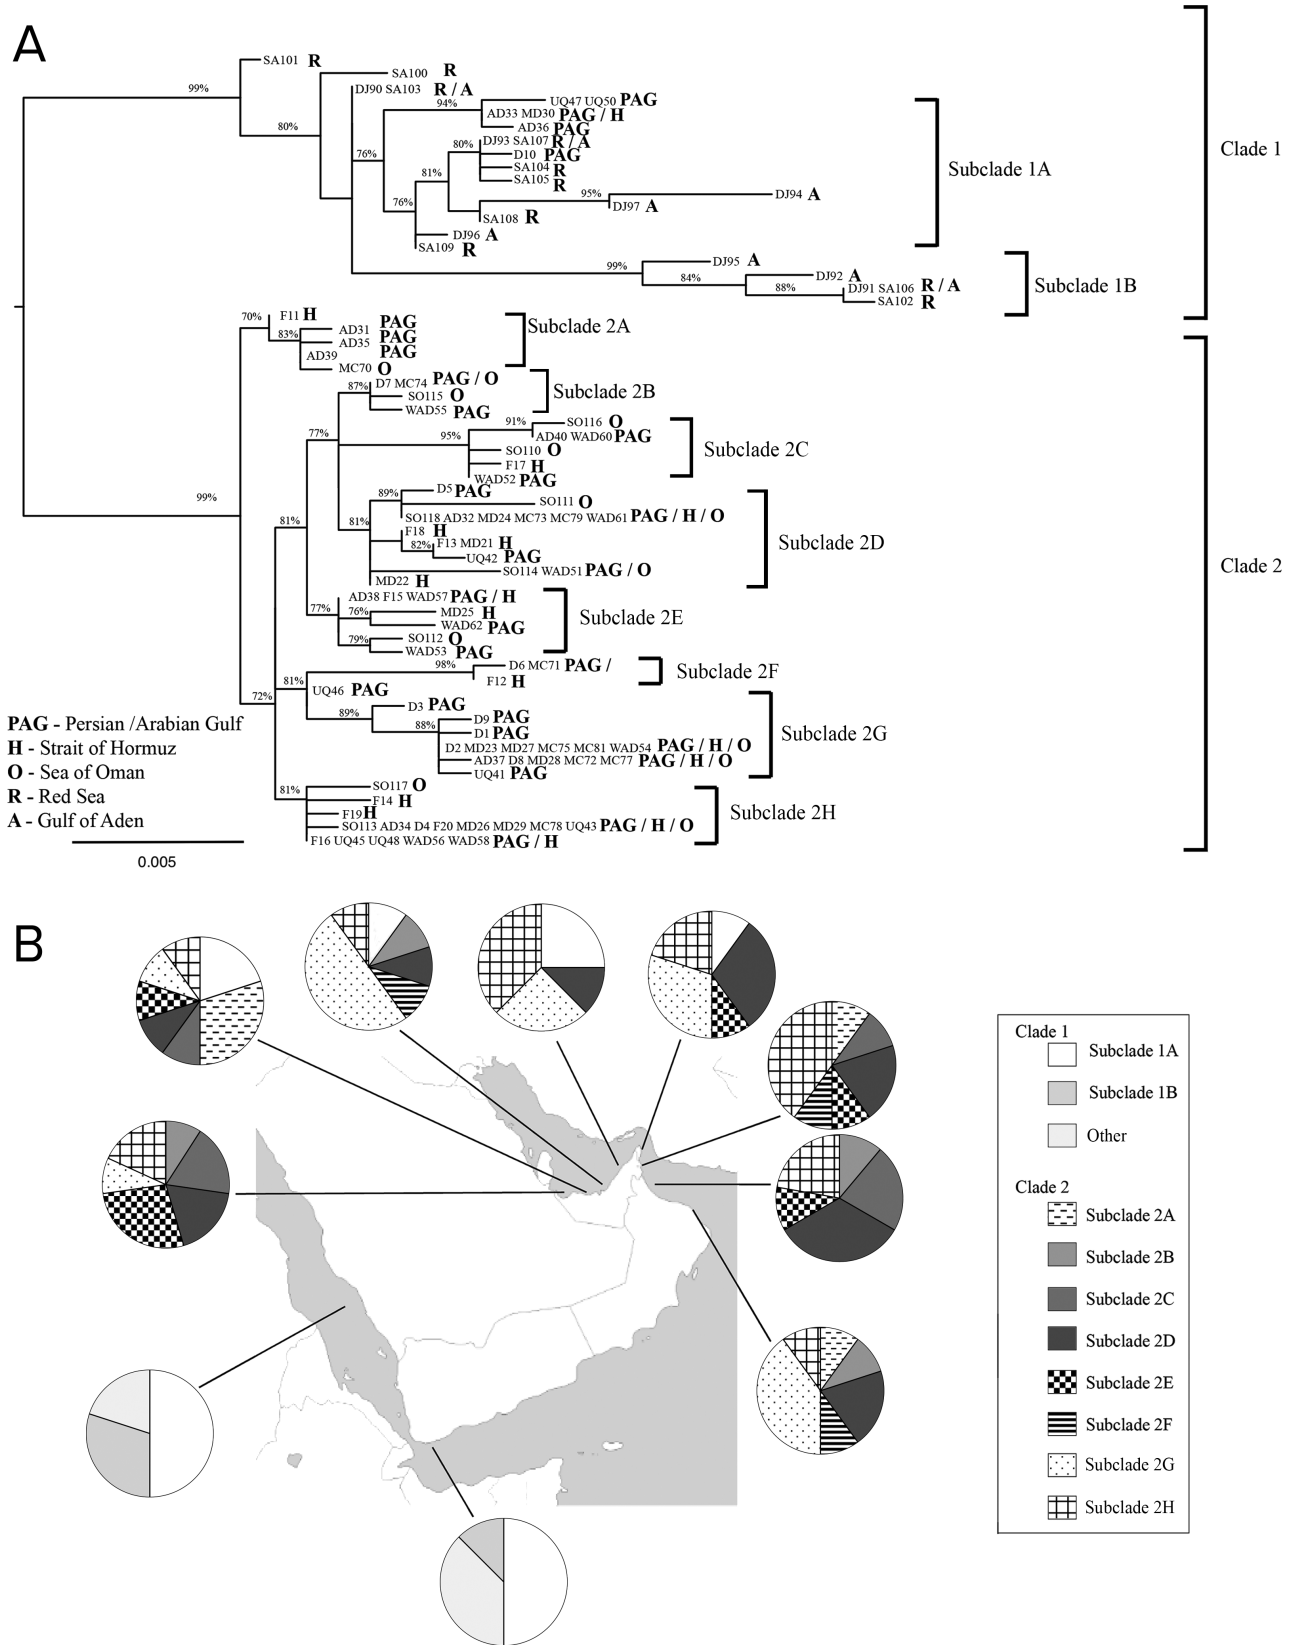 A
SA101 R
99%
SA100 R
DJ90 SA103 R / A
UQ47 UQ50 PAG
94%
AD33 MD30 PAG / H
80%
AD36 PAG
DJ93 SA107 R / A
80%
D10 PAG
76%
SA104 R
Subclade 1A
Clade 1
81%
SA105 R
95%
DJ94 A
76%
DJ97 A
SA108 R
DJ96 A
SA109 R
99%
DJ95 A
84%
DJ92 A
88%
DJ91 SA106 R / A
Subclade 1B
SA102 R
70%
F11 H
AD31 PAG
Subclade 2A
83%
AD35 PAG
AD39 PAG
MC70 O
87%
D7 MC74 PAG / O
SO115 O
Subclade 2B
WAD55 PAG
91%
SO116 O
77%
95%
AD40 WAD60 PAG
SO110 O
Subclade 2C
F17 H
WAD52 PAG
99%
89%
D5 PAG
SO111 O
81%
81%
SO118 AD32 MD24 MC73 MC79 WAD61 PAG / H / O
F18 H
82%
F13 MD21 H
Subclade 2D
UQ42 PAG
SO114 WAD51 PAG / O
Clade 2
MD22 H
AD38 F15 WAD57 PAG / H
77%
76%
MD25 H
Subclade 2E
WAD62 PAG
79%
SO112 O
WAD53 PAG
98%
D6 MC71 PAG /
Subclade 2F
81%
F12 H
UQ46 PAG
72%
D3 PAG
89%
88%
D9 PAG
D1 PAG
Subclade 2G
D2 MD23 MD27 MC75 MC81 WAD54 PAG / H / O
AD37 D8 MD28 MC72 MC77 PAG / H / O
UQ41 PAG
81%
SO117 O
F14 H
F19 H
Subclade 2H
SO113 AD34 D4 F20 MD26 MD29 MC78 UQ43 PAG / H / O
F16 UQ45 UQ48 WAD56 WAD58 PAG / H
PAG - Persian /Arabian Gulf
H - Strait of Hormuz
O - Sea of Oman
R - Red Sea
A - Gulf of Aden
0.005
B
Clade 1
Subclade 1A
Subclade 1B
Other
Clade 2
Subclade 2A
Subclade 2B
Subclade 2C
Subclade 2D
Subclade 2E
Subclade 2F
Subclade 2G
Subclade 2H